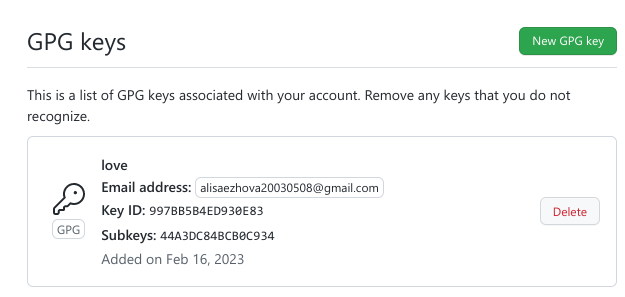 GPG keys
New GPG key
This is a list of GPG keys associated with your account. Remove any keys that you do not
recognize.
love
Email address: alisaezhova20030508@gmail.com
Key ID: 997BB5B4ED930E83
GPG
Subkeys: 44A3DC84BCB0C934
Delete
Added on Feb 16, 2023